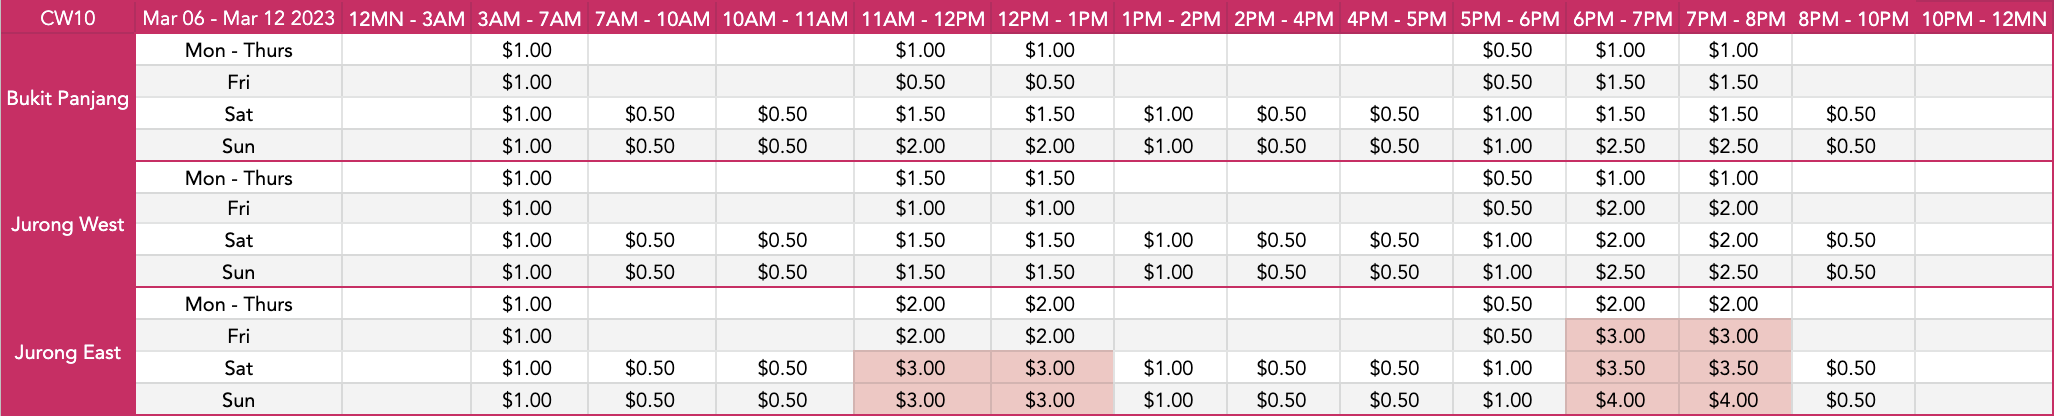 CW10 Mar 06 - Mar 12 2023 12MN - 3AM 3AM - 7AM 7AM - 10AM 10AM - 11AM 11AM - 12PM 12PM - 1PM 1PM - 2PM 2PM - 4PM 4PM - 5PM 5PM - 6PM 6PM - 7PM 7PM - 8PM 8PM - 10PM 10PM - 12MN
Bukit Panjang
Mon - Thurs $1.00 $1.00 $1.00 $0.50 $1.00 $1.00
Fri $1.00 $0.50 $0.50 $0.50 $1.50 $1.50
Sat $1.00 $0.50 $0.50 $1.50 $1.50 $1.00 $0.50 $0.50 $1.00 $1.50 $1.50 $0.50
Sun $1.00 $0.50 $0.50 $2.00 $2.00 $1.00 $0.50 $0.50 $1.00 $2.50 $2.50 $0.50
Jurong West
Mon - Thurs $1.00 $1.50 $1.50 $0.50 $1.00 $1.00
Fri $1.00 $1.00 $1.00 $0.50 $2.00 $2.00
Sat $1.00 $0.50 $0.50 $1.50 $1.50 $1.00 $0.50 $0.50 $1.00 $2.00 $2.00 $0.50
Sun $1.00 $0.50 $0.50 $1.50 $1.50 $1.00 $0.50 $0.50 $1.00 $2.50 $2.50 $0.50
Jurong East
Mon - Thurs $1.00 $2.00 $2.00 $0.50 $2.00 $2.00
Fri $1.00 $2.00 $2.00 $0.50 $3.00 $3.00
Sat $1.00 $0.50 $0.50 $3.00 $3.00 $1.00 $0.50 $0.50 $1.00 $3.50 $3.50 $0.50
Sun $1.00 $0.50 $0.50 $3.00 $3.00 $1.00 $0.50 $0.50 $1.00 $4.00 $4.00 $0.50